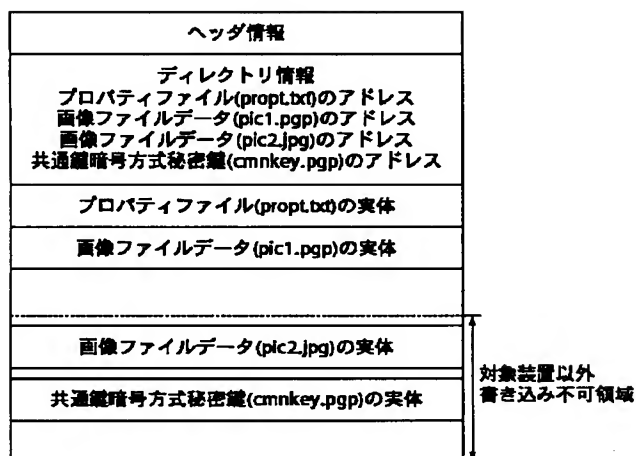 ヘッダ情報
ディレクトリ情報
プロパティファイル(propt.txt)のアドレス
画像ファイルデータ(pic1.pgp)のアドレス
画像ファイルデータ(pic2.jpg)のアドレス
共通鍵暗号方式秘密鍵(cmnkey.pgp)のアドレス
プロパティファイル(propt.txt)の実体
画像ファイルデータ(pic1.pgp)の実体
画像ファイルデータ(pic2.jpg)の実体
対象装置以外
書き込み不可領域
共通鍵暗号方式秘密鍵(cmnkey.pgp)の実体